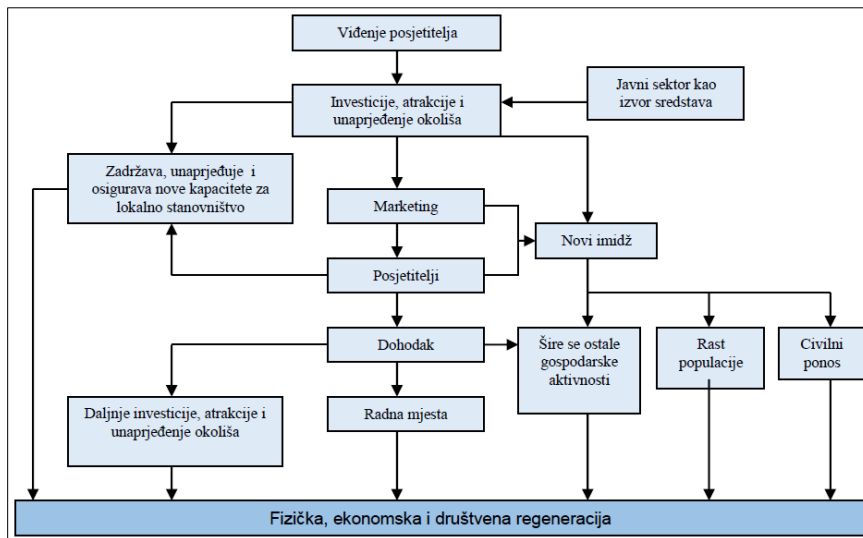 Viđenje posjetitelja
Investicije, atrakcije i
unaprjeđenje okoliša
Javni sektor kao
izvor sredstava
Zadržava, unaprjeđuje i
osigurava nove kapacitete za
lokalno stanovništvo
Marketing
Novi imidž
Posjetitelji
Dohodak
Šire se ostale
gospodarske
aktivnosti
Rast
populacije
Civilni
ponos
Daljnje investicije, atrakcije i
unaprjeđenje okoliša
Radna mjesta
Fizička, ekonomska i društvena regeneracija